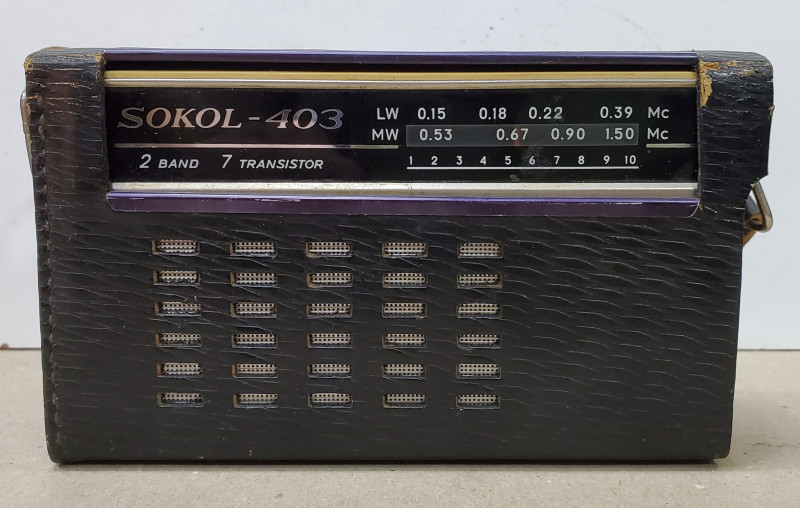 SOKOL-403
2 BAND 7 TRANSISTOR
LW 0.15 0.18 0.22 0.39 Mc
MW 0.53 0.67 0.90 1.50 Mc
1 2 3 4 5 6 7 8 9 10